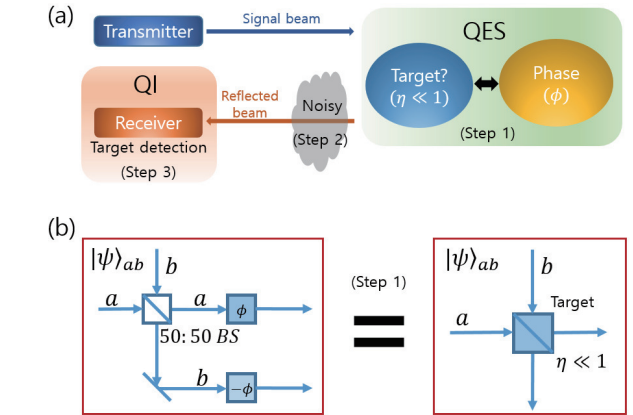 (a)
Transmitter
Signal beam
QES
Target?
(η ≪ 1)
Phase
(ϕ)
(Step 1)
QI
Receiver
Target detection
(Step 3)
Reflected
beam
Noisy
(Step 2)
(b)
|ψ⟩ab
b
a
a
ϕ
50: 50 BS
b
−ϕ
(Step 1)
|ψ⟩ab
b
Target
a
η ≪ 1